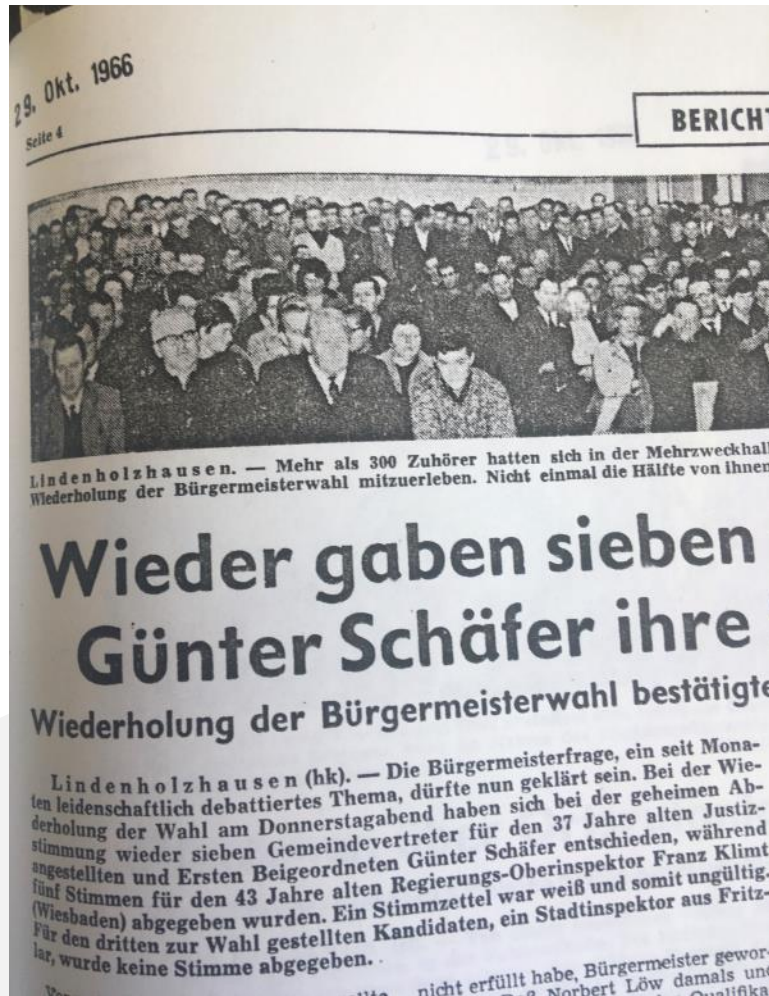 29. Okt. 1966
Seite 4
BERICHT
Lindenholzhausen. — Mehr als 300 Zuhörer hatten sich in der Mehrzweckhall
Wiederholung der Bürgermeisterwahl mitzuerleben. Nicht einmal die Hälfte von ihnen
Wieder gaben sieben
Günter Schäfer ihre
Wiederholung der Bürgermeisterwahl bestätigte
Lindenholzhausen (hk). — Die Bürgermeisterfrage, ein seit Mona-
ten leidenschaftlich debattiertes Thema, dürfte nun geklärt sein. Bei der Wie-
derholung der Wahl am Donnerstagabend haben sich bei der geheimen Ab-
stimmung wieder sieben Gemeindevertreter für den 37 Jahre alten Justiz-
angestellten und Ersten Beigeordneten Günter Schäfer entschieden, während
fünf Stimmen für den 43 Jahre alten Regierungs-Oberinspektor Franz Klimt
(Wiesbaden) abgegeben wurden. Ein Stimmzettel war weiß und somit ungültig.
Für den dritten zur Wahl gestellten Kandidaten, ein Stadtinspektor aus Fritz-
lar, wurde keine Stimme abgegeben.
nicht erfüllt habe, Bürgermeister gewor-
Norbert Löw damals und